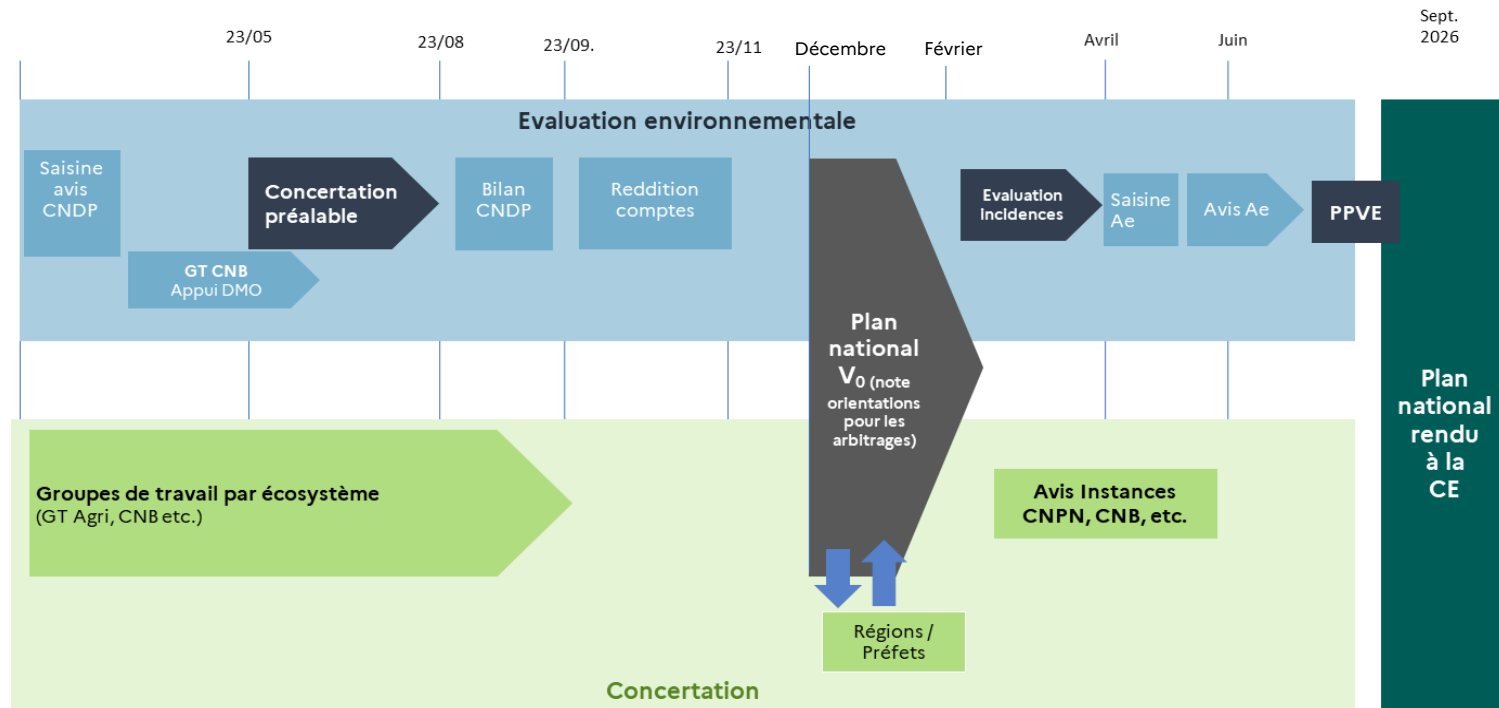 Sept.
2026
23/05
23/08
23/09.
23/11
Décembre
Février
Avril
Juin
Evaluation environnementale
Saisine
avis
CNDP
Concertation
préalable
Bilan
CNDP
Reddition
comptes
GT CNB
Appui DMO
Plan
national
V0 (note
orientations
pour les
arbitrages)
Evaluation
incidences
Saisine
Ae
Avis Ae
PPVE
Plan
national
rendu
à la
CE
Groupes de travail par écosystème
(GT Agri, CNB etc.)
Avis Instances
CNPN, CNB, etc.
Régions /
Préfets
Concertation